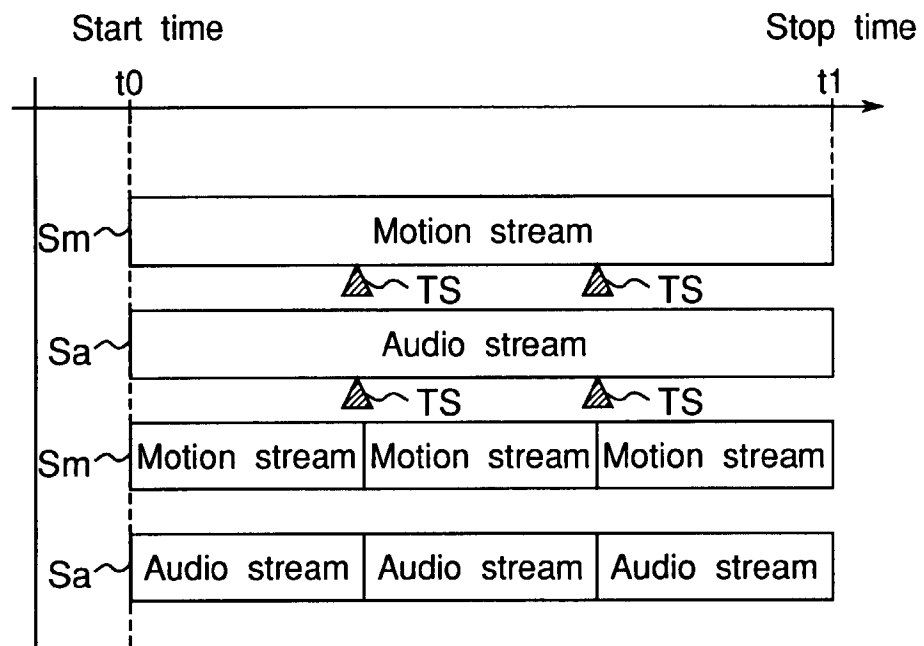 Start time Stop time
t0 t1
Sm Motion stream
TS TS
Sa Audio stream
TS TS
Sm Motion stream Motion stream Motion stream
Sa Audio stream Audio stream Audio stream